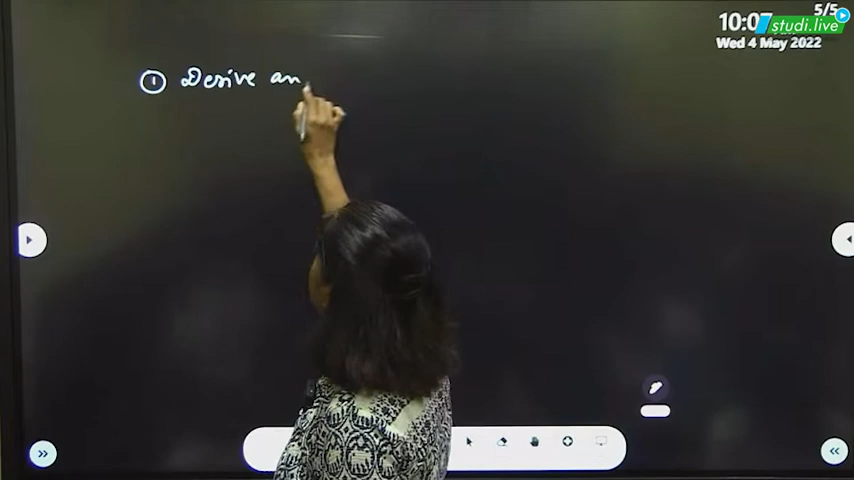 5/5
10:07
studi.live
Wed 4 May 2022
① Derive an